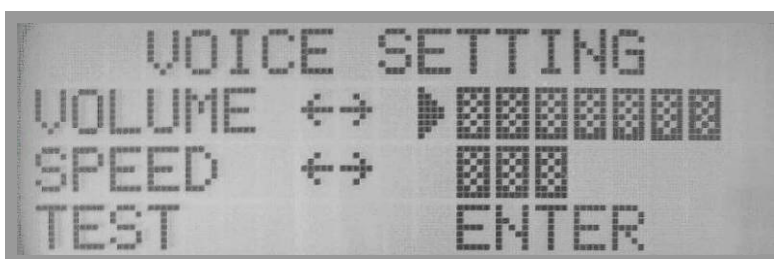 VOICE SETTING
VOLUME ←→ ▶▒▒▒▒▒▒▒
SPEED ←→ ▒▒▒
TEST ENTER